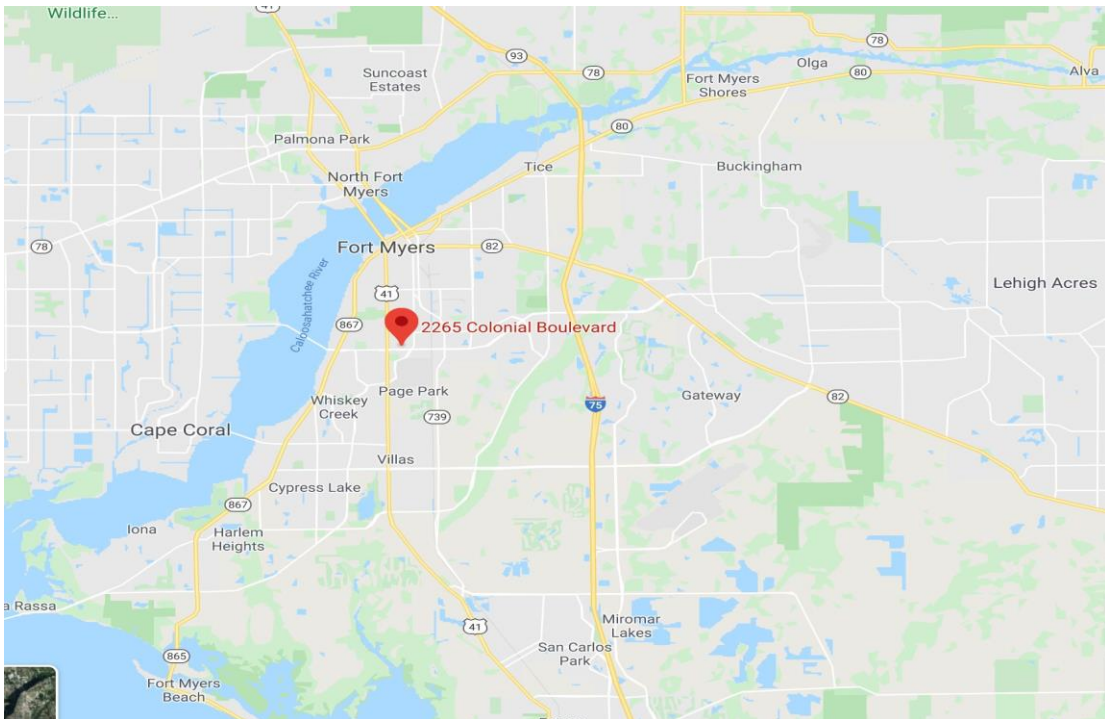 Wildlife...
41
93
78
Suncoast
Estates
78
Fort Myers
Shores
Olga
80
Alva
Palmona Park
80
Tice
Buckingham
North Fort
Myers
78
Fort Myers
82
Caloosahatchee River
41
Lehigh Acres
867
2265 Colonial Boulevard
Page Park
Whiskey
Creek
739
75
Gateway
82
Cape Coral
Villas
Cypress Lake
867
Iona
Harlem
Heights
a Rassa
41
Miromar
Lakes
San Carlos
Park
865
Fort Myers
Beach